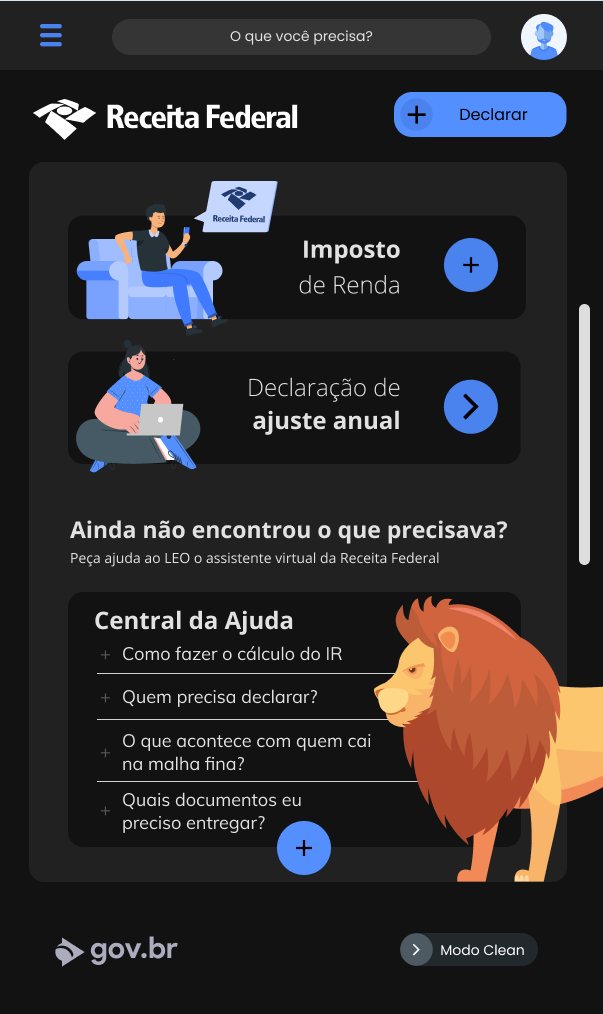 O que você precisa?
Receita Federal
Declarar
Receita Federal
Imposto
de Renda
Declaração de
ajuste anual
Ainda não encontrou o que precisava?
Peça ajuda ao LEO o assistente virtual da Receita Federal
Central da Ajuda
Como fazer o cálculo do IR
Quem precisa declarar?
O que acontece com quem cai
na malha fina?
Quais documentos eu
preciso entregar?
gov.br
Modo Clean